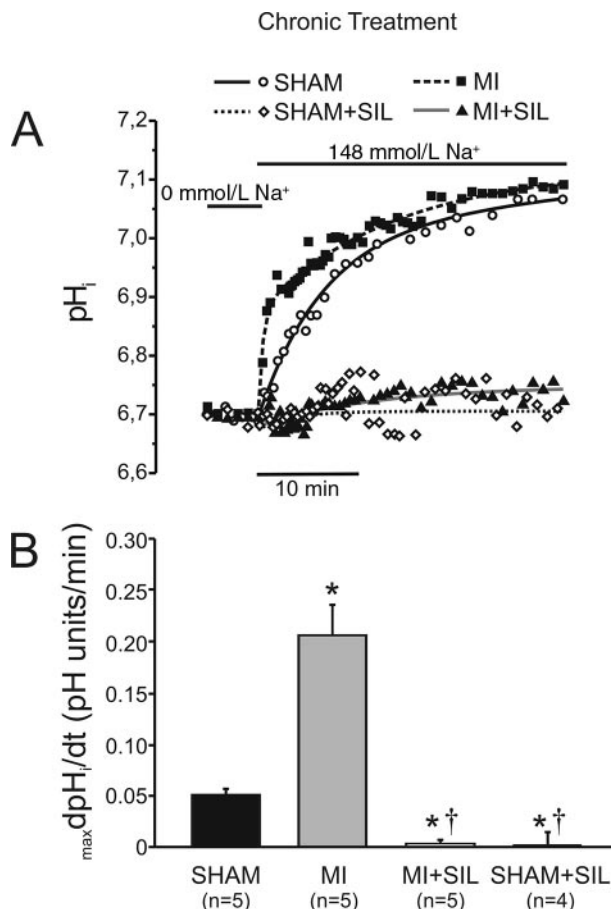 Chronic Treatment
SHAM MI
SHAM+SIL MI+SIL
A
7,2
148 mmol/L Na⁺
7,1
0 mmol/L Na⁺
7,0
pHᵢ
6,9
6,8
6,7
6,6
10 min
B
0.30
*
0.25
0.20
ₘₐₓdpHᵢ/dt (pH units/min)
0.15
0.10
0.05
*† *†
0
SHAM MI MI+SIL SHAM+SIL
(n=5) (n=5) (n=5) (n=4)